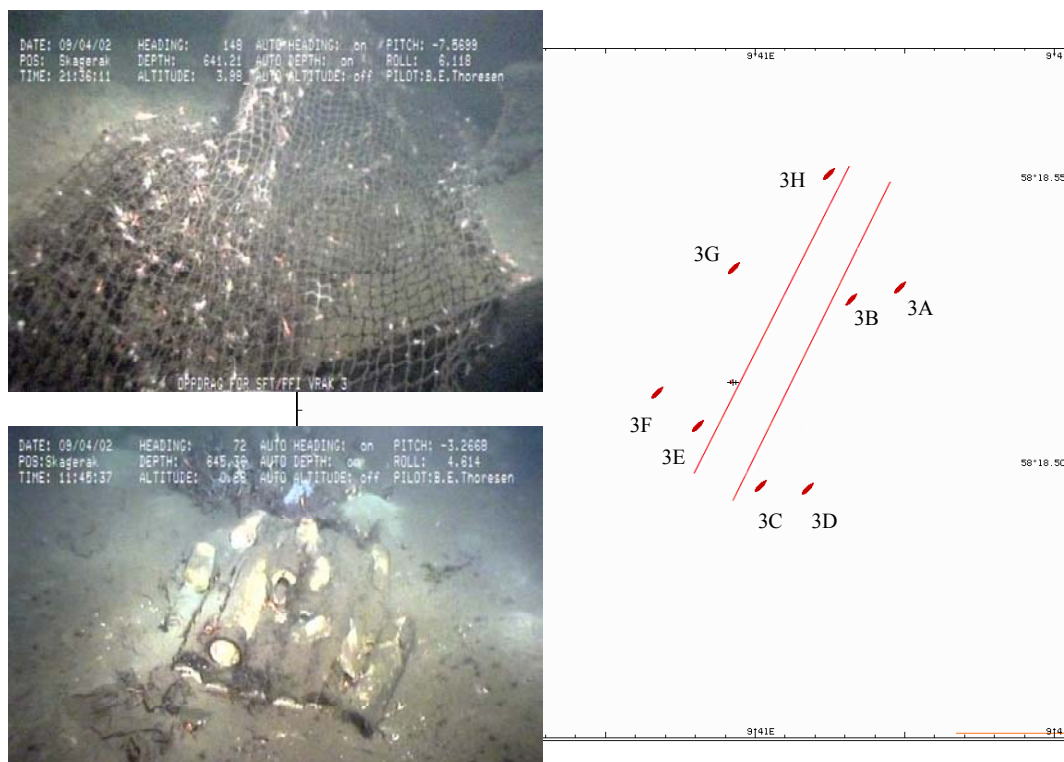 DATE: 09/04/02 HEADING: 148 AUTO HEADING: on PITCH: -7.5699
POS: Skagerak DEPTH: 641.21 AUTO DEPTH: on ROLL: 6.118
TIME: 21:36:11 ALTITUDE: 3.98 AUTO ALTITUDE: off PILOT:B.E.Thoresen
OPPDRAG FOR SFT/FFI VRAK 3
DATE: 09/04/02 HEADING: 72 AUTO HEADING: on PITCH: -3.2668
POS:Skagerak DEPTH: AUTO DEPTH: on ROLL: 4.614
TIME: 11:45:37 ALTITUDE: AUTO ALTITUDE: off PILOT:B.E.Thoresen
9°41E
9°4
58°18.55
3H
3G
3A
3B
3F
3E
58°18.50
3C
3D
9°41E
9°4